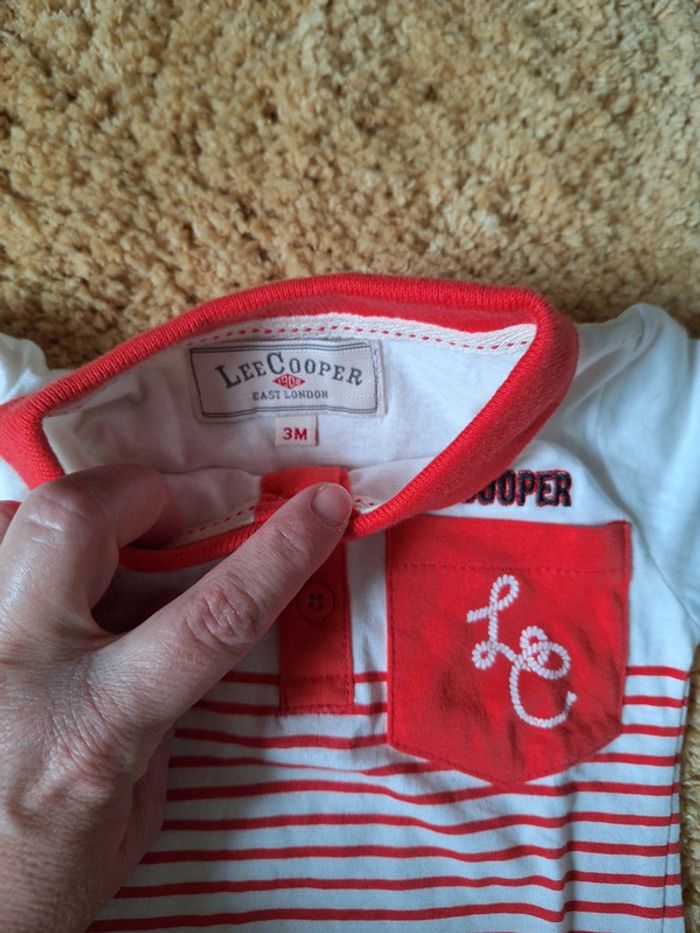 LEE COOPER
1908
EAST LONDON
3M
COOPER
LC